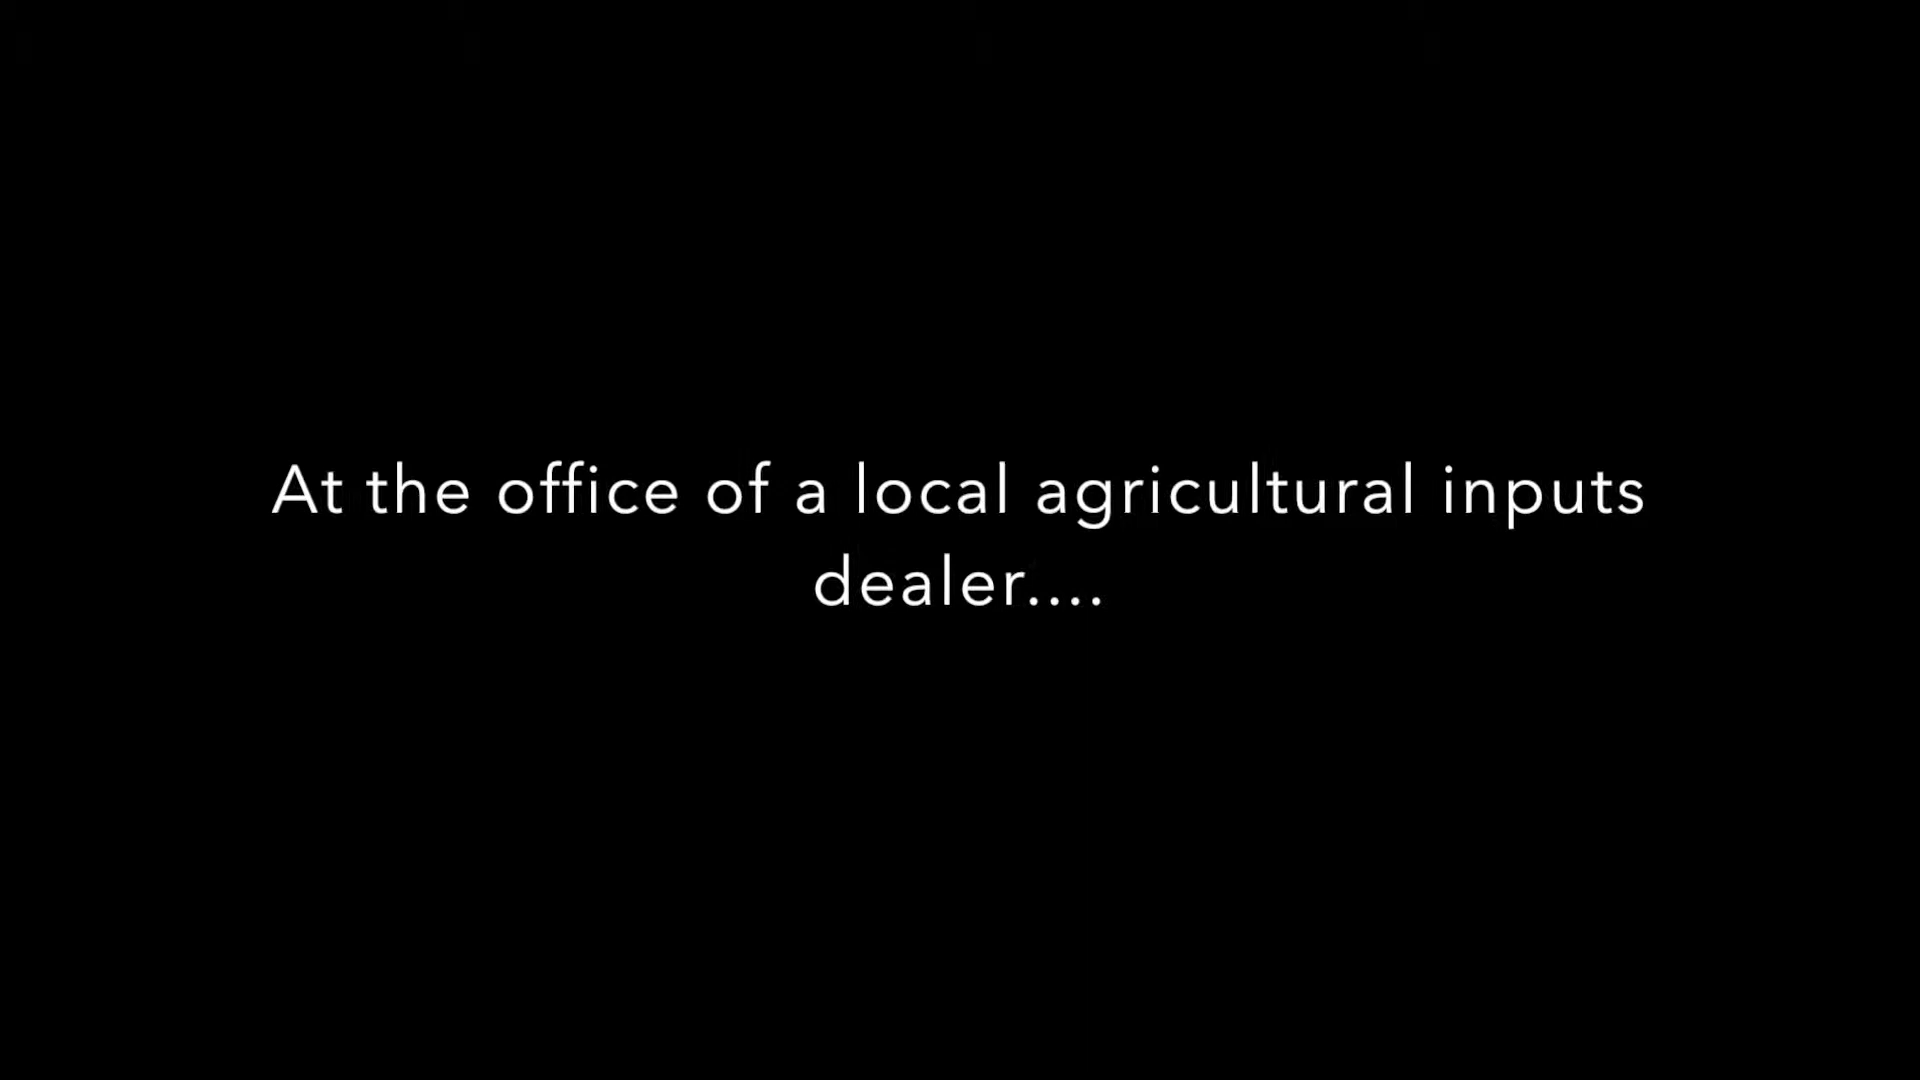 At the office of a local agricultural inputs
dealer....